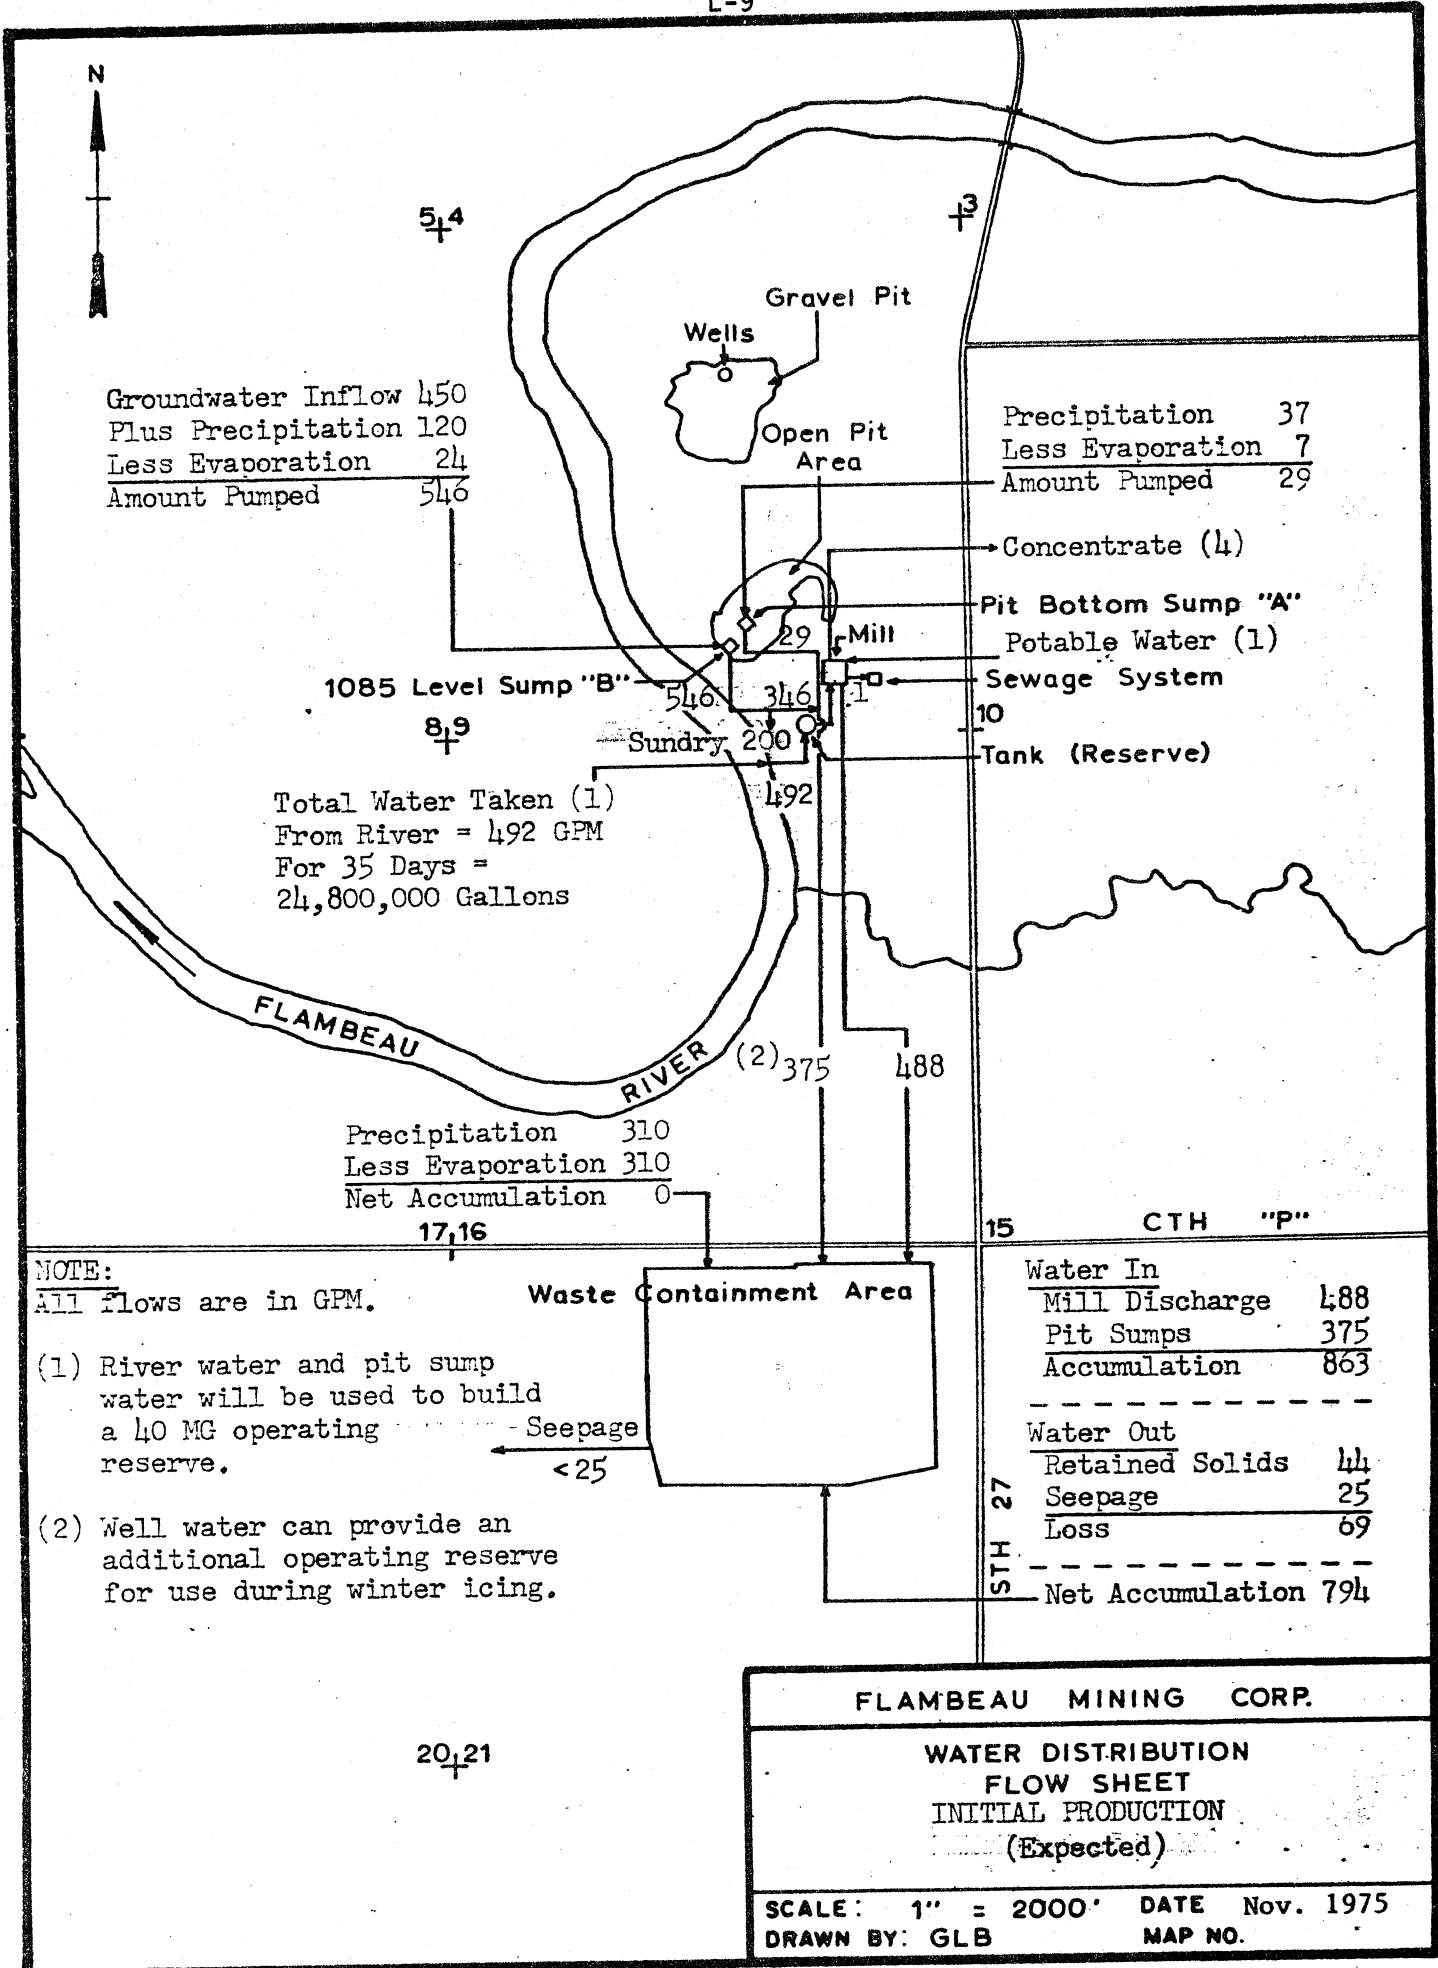 L-9
N
5 4
3
Gravel Pit
Wells
Groundwater Inflow 450
Plus Precipitation 120
Less Evaporation 24
Amount Pumped 546
Open Pit
Area
Precipitation 37
Less Evaporation 7
Amount Pumped 29
Concentrate (4)
Pit Bottom Sump "A"
29
Mill
Potable Water (1)
Sewage System
1085 Level Sump "B"
546
346
1
8 9
10
Sundry 200
Tank (Reserve)
492
Total Water Taken (1)
From River = 492 GPM
For 35 Days =
24,800,000 Gallons
FLAMBEAU
RIVER
(2) 375
488
Precipitation 310
Less Evaporation 310
Net Accumulation 0
17 16
15
CTH "P"
NOTE:
All flows are in GPM.
(1) River water and pit sump
water will be used to build
a 40 MG operating
reserve.
(2) Well water can provide an
additional operating reserve
for use during winter icing.
Waste Containment Area
Seepage
<25
Water In
Mill Discharge 488
Pit Sumps 375
Accumulation 863
Water Out
Retained Solids 44
Seepage 25
Loss 69
Net Accumulation 794
STH 27
20 21
FLAMBEAU MINING CORP.
WATER DISTRIBUTION
FLOW SHEET
INITIAL PRODUCTION
(Expected)
SCALE: 1" = 2000' DATE Nov. 1975
DRAWN BY: GLB MAP NO.